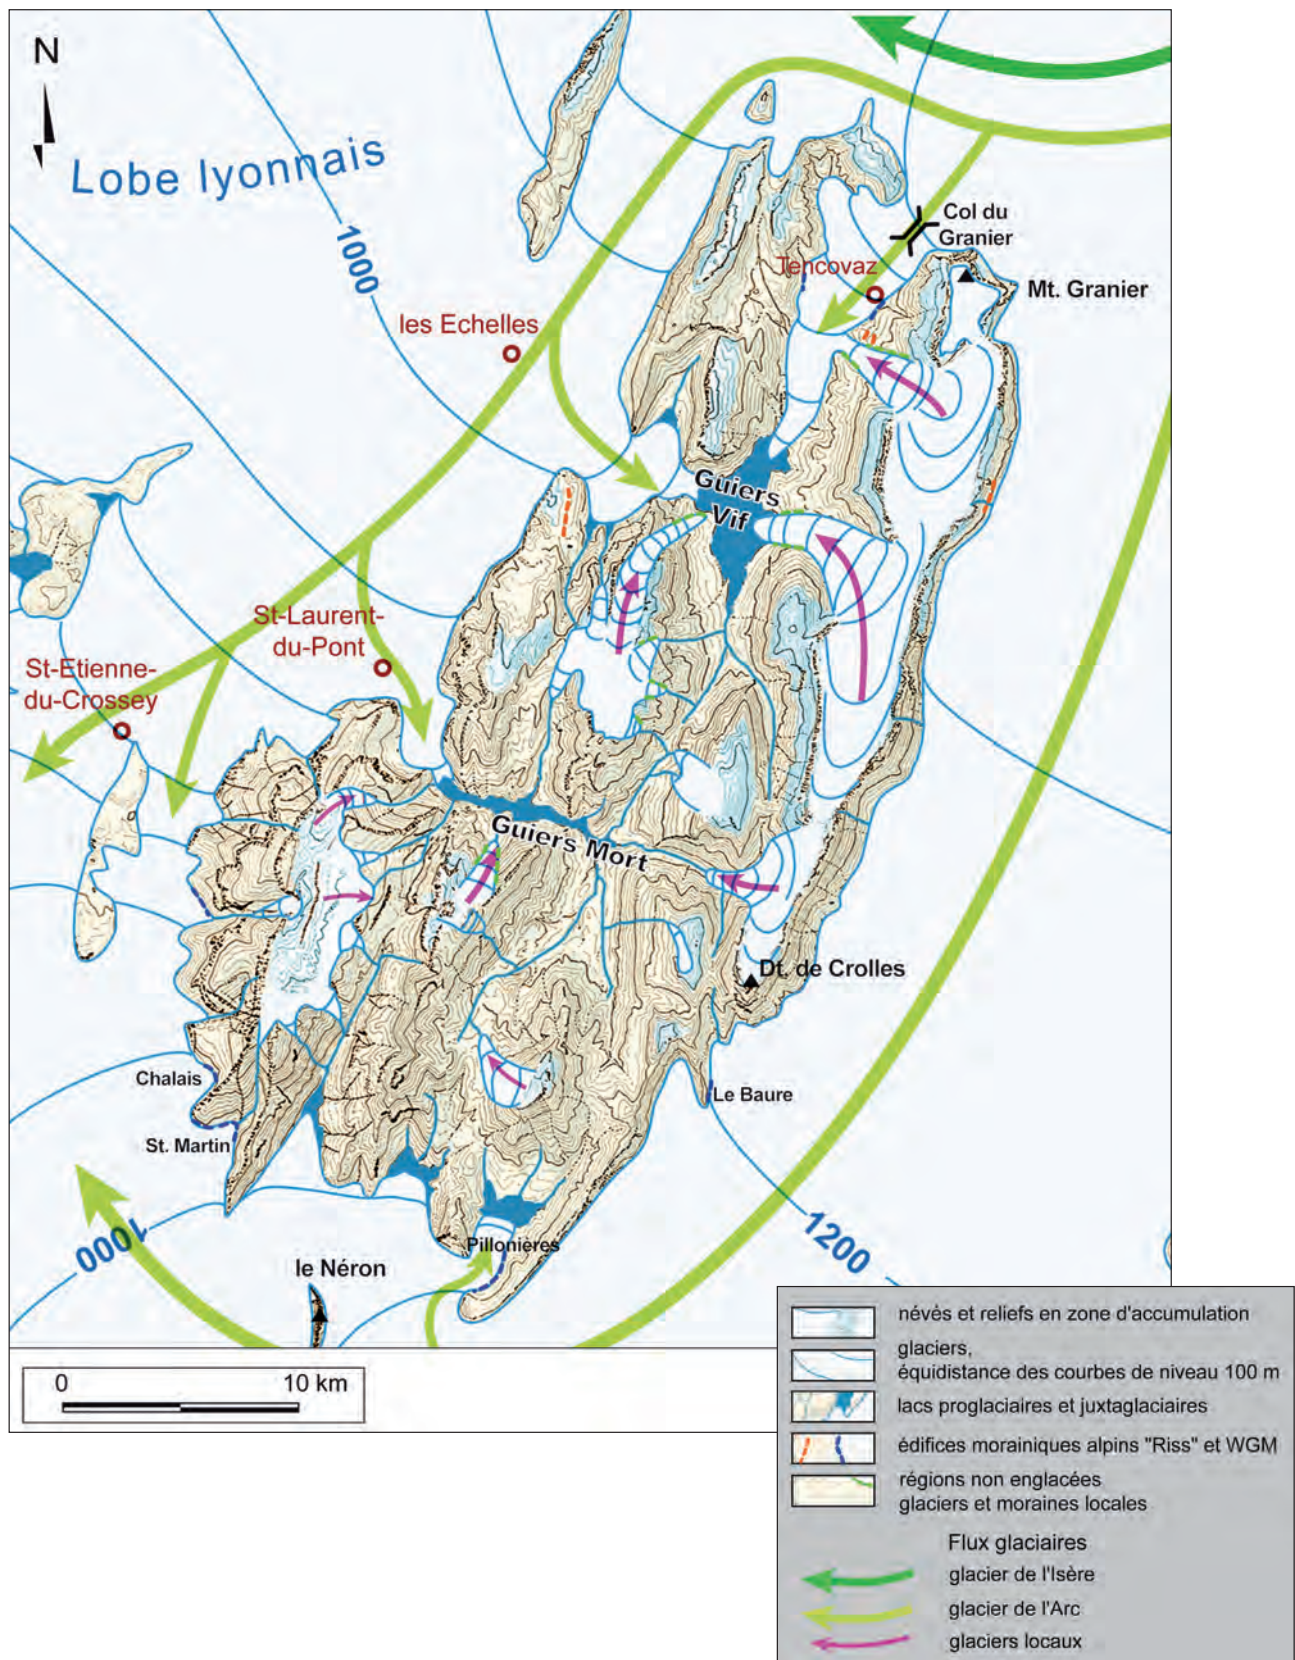 N
Lobe lyonnais
1000
Col du
Granier
Tencovaz
Mt. Granier
les Echelles
Guiers
Vif
St-Laurent-
du-Pont
St-Etienne-
du-Crossey
Guiers Mort
Dt. de Crolles
Chalais
Le Baure
St. Martin
1000
Pillonières
1200
le Néron
0
10 km
névès et reliefs en zone d'accumulation
glaciers,
équidistance des courbes de niveau 100 m
lacs proglaciaires et juxtaglaciaires
édifices morainiques alpins "Riss" et WGM
régions non englacées
glaciers et moraines locales
Flux glaciaires
glacier de l'Isère
glacier de l'Arc
glaciers locaux